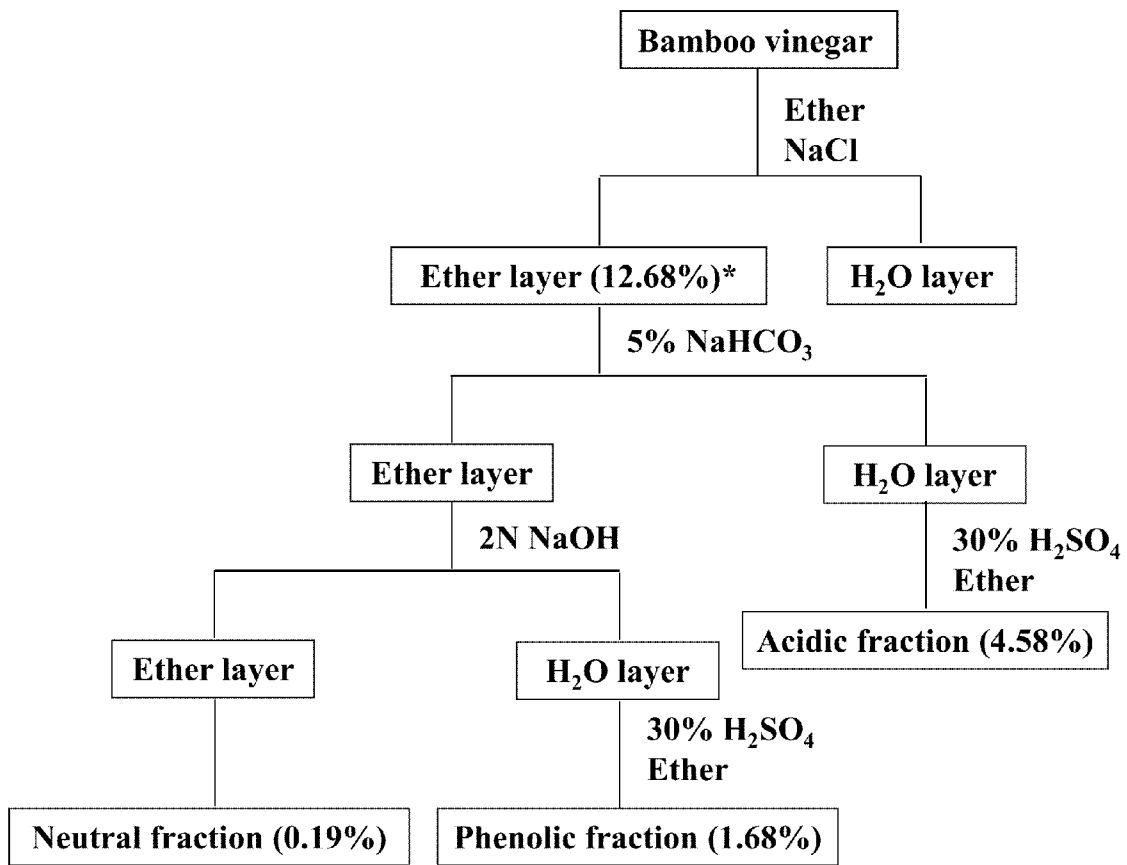 Bamboo vinegar
Ether
NaCl
Ether layer (12.68%)*
H₂O layer
5% NaHCO₃
Ether layer
H₂O layer
2N NaOH
30% H₂SO₄
Ether
Acidic fraction (4.58%)
Ether layer
H₂O layer
30% H₂SO₄
Ether
Neutral fraction (0.19%)
Phenolic fraction (1.68%)